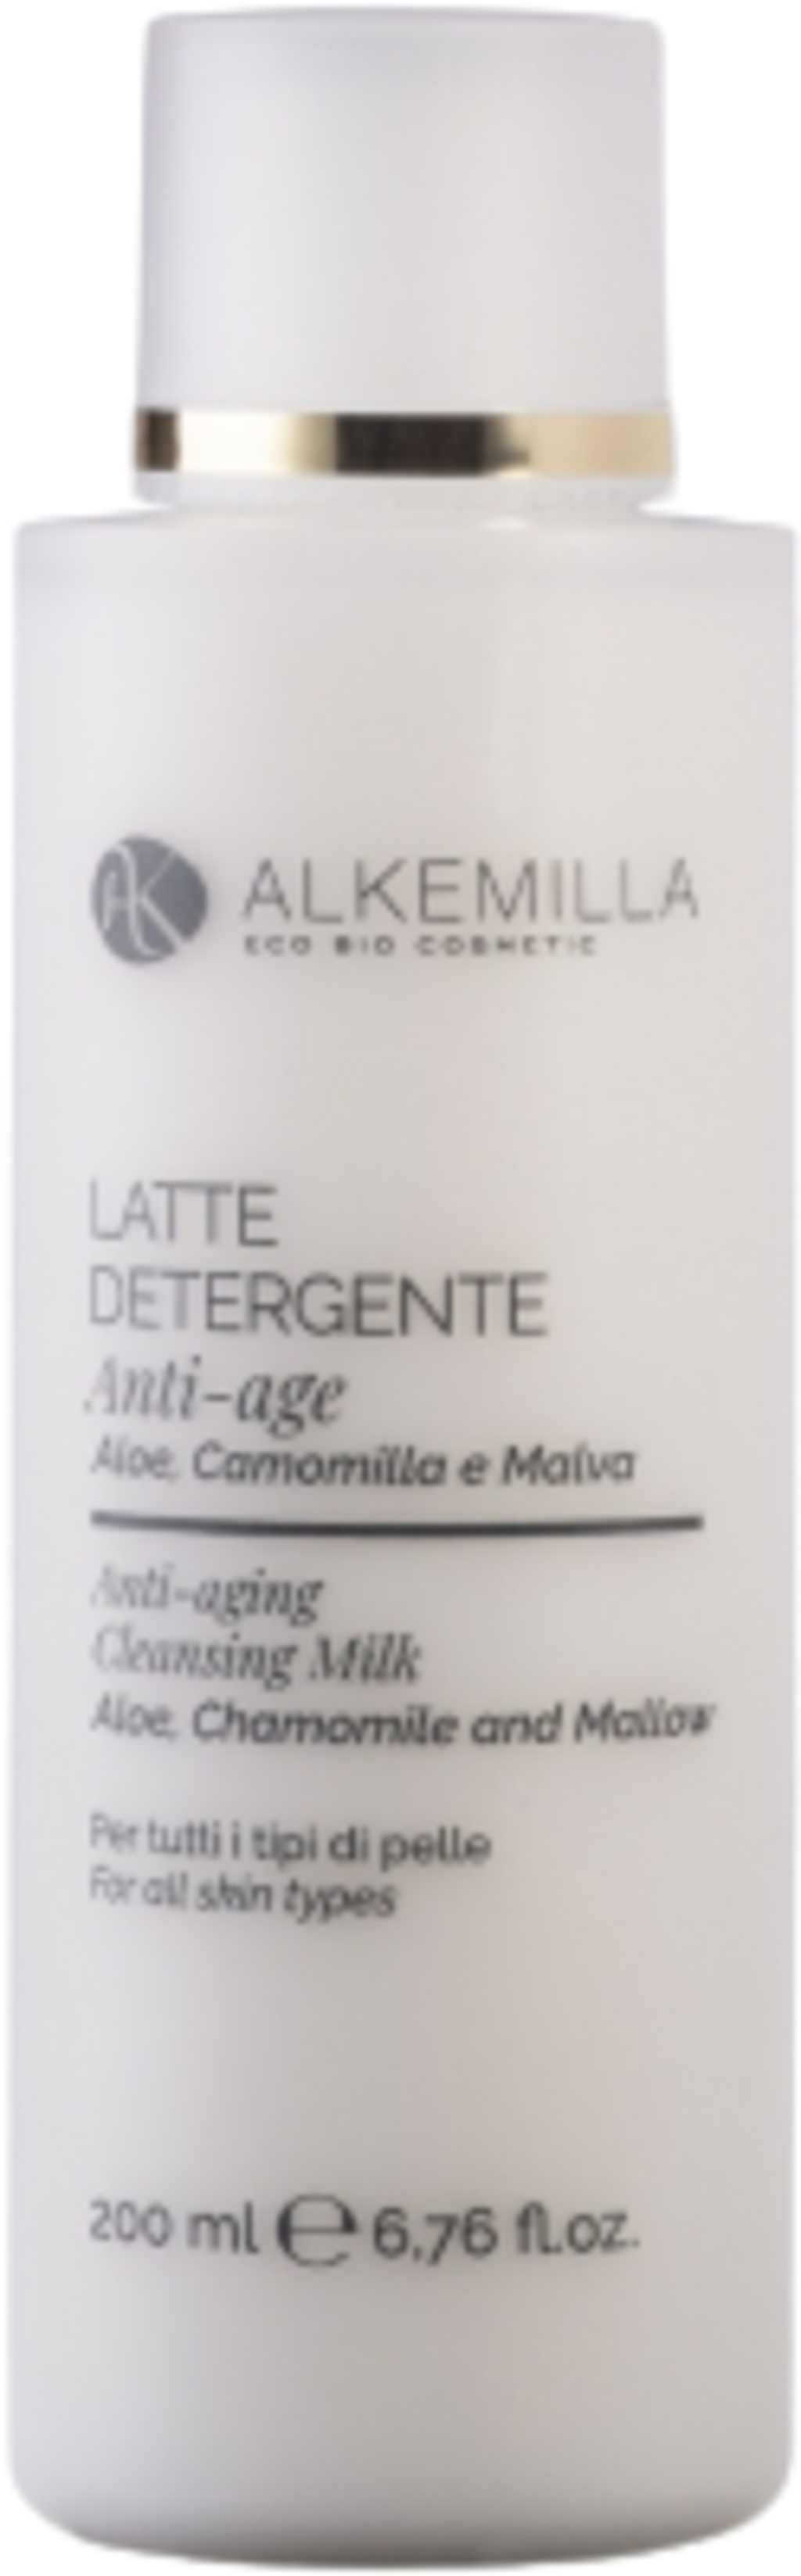 AK ALKEMILLA
ECO BIO COSMETIC
LATTE
DETERGENTE
Anti-age
Aloe, Camomilla e Malva
Anti-aging
Cleansing Milk
Aloe, Chamomile and Mallow
Per tutti i tipi di pelle
For all skin types
200 ml e 6,76 fl.oz.